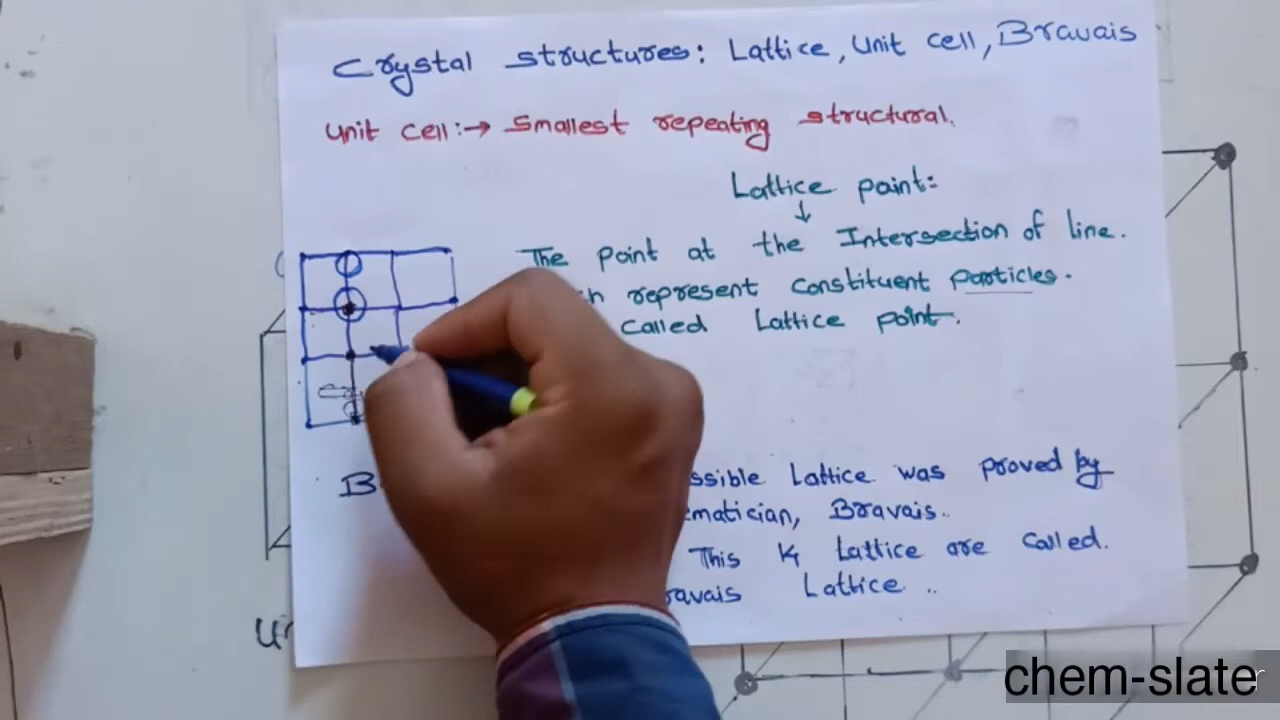 Crystal structures: Lattice, Unit cell, Bravais
Unit cell:→ Smallest repeating structural.
Lattice point:
↓
The point at the Intersection of line.
represent constituent particles.
called Lattice point.
Lattice was proved by
Bravais..
This 14 Lattice are called.
Lattice ..
chem-slate